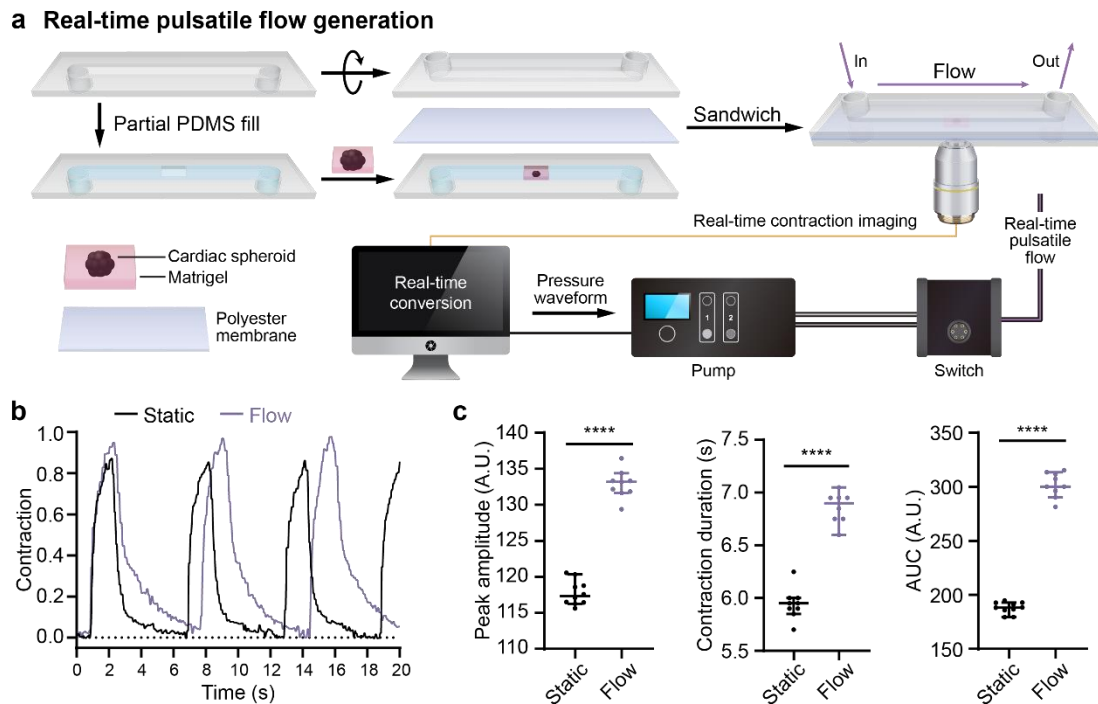 a Real-time pulsatile flow generation
In
Flow
Out
Partial PDMS fill
Sandwich
Real-time contraction imaging
Real-time
pulsatile
flow
Cardiac spheroid
Matrigel
Polyester
membrane
Real-time
conversion
Pressure
waveform
1 2
Pump
Switch
b
Static Flow
Contraction
1.0
0.8
0.6
0.4
0.2
0.0
0 2 4 6 8 10 12 14 16 18 20
Time (s)
c
Peak amplitude (A.U.)
140
135
130
125
120
115
110
****
Static Flow
Contraction duration (s)
7.5
7.0
6.5
6.0
5.5
****
Static Flow
AUC (A.U.)
350
300
250
200
150
****
Static Flow